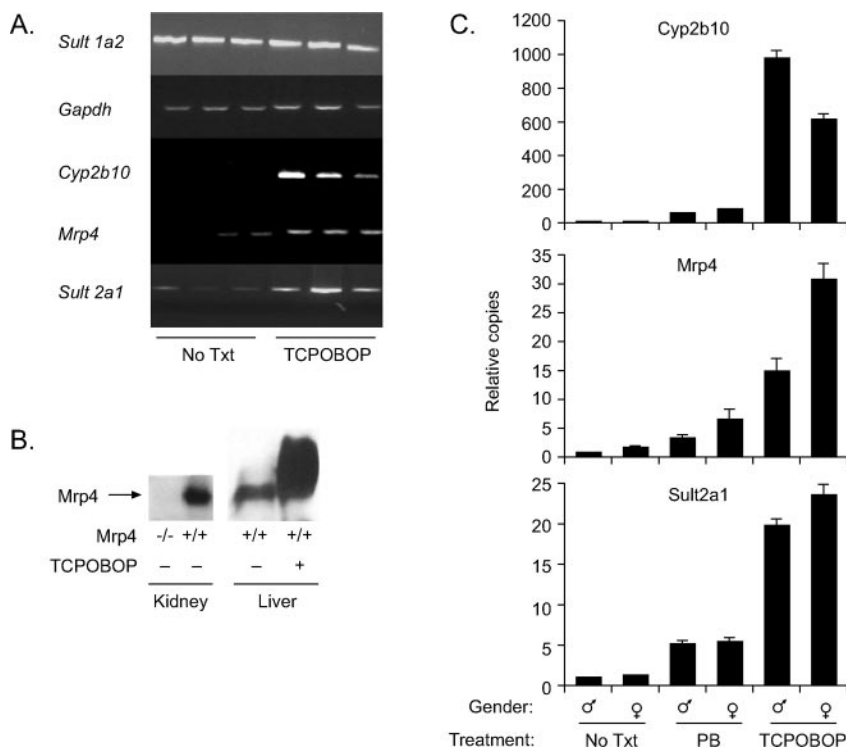 A.
Sult 1a2
Gapdh
Cyp2b10
Mrp4
Sult 2a1
No Txt TCPOBOP
B.
Mrp4
Mrp4 -/- +/+ +/+ +/+
TCPOBOP – – – +
Kidney Liver
C.
Relative copies
Cyp2b10
1200
1000
800
600
400
200
0
Mrp4
35
30
25
20
15
10
5
0
Sult2a1
25
20
15
10
5
0
Gender: ♂ ♀ ♂ ♀ ♂ ♀
Treatment: No Txt PB TCPOBOP